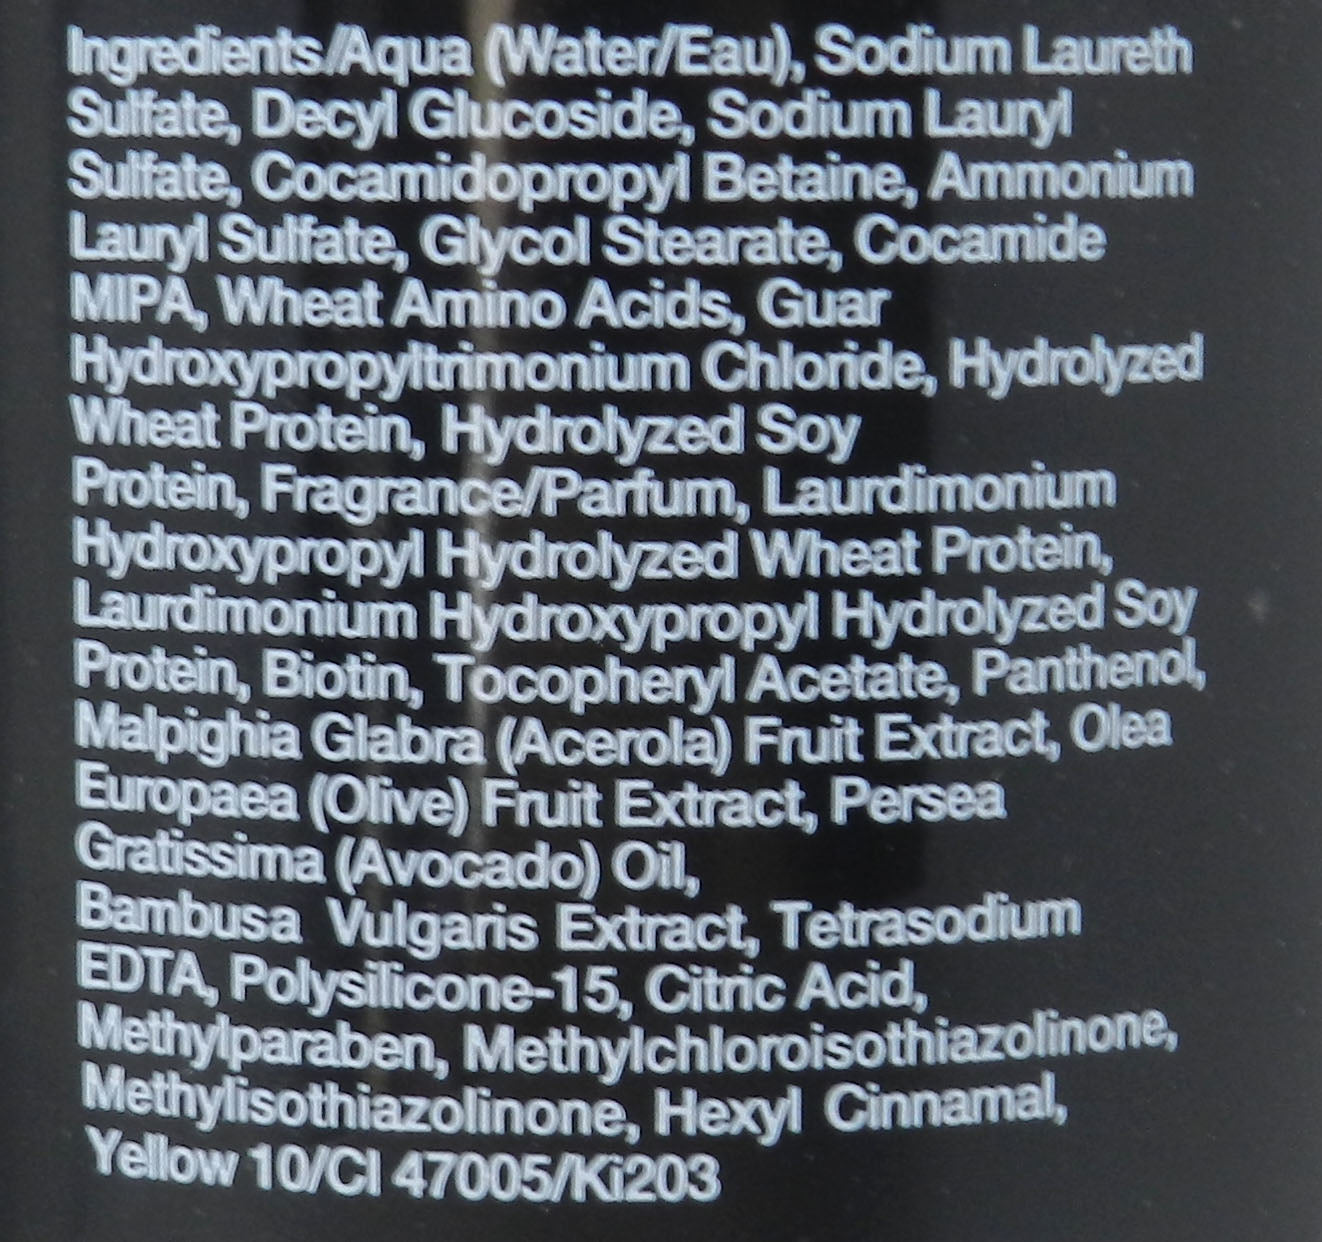 Ingredients/Aqua (Water/Eau), Sodium Laureth
Sulfate, Decyl Glucoside, Sodium Lauryl
Sulfate, Cocamidopropyl Betaine, Ammonium
Lauryl Sulfate, Glycol Stearate, Cocamide
MIPA, Wheat Amino Acids, Guar
Hydroxypropyltrimonium Chloride, Hydrolyzed
Wheat Protein, Hydrolyzed Soy
Protein, Fragrance/Parfum, Laurdimonium
Hydroxypropyl Hydrolyzed Wheat Protein,
Laurdimonium Hydroxypropyl Hydrolyzed Soy
Protein, Biotin, Tocopheryl Acetate, Panthenol,
Malpighia Glabra (Acerola) Fruit Extract, Olea
Europaea (Olive) Fruit Extract, Persea
Gratissima (Avocado) Oil,
Bambusa Vulgaris Extract, Tetrasodium
EDTA, Polysilicone-15, Citric Acid,
Methylparaben, Methylchloroisothiazolinone,
Methylisothiazolinone, Hexyl Cinnamal,
Yellow 10/CI 47005/Ki203